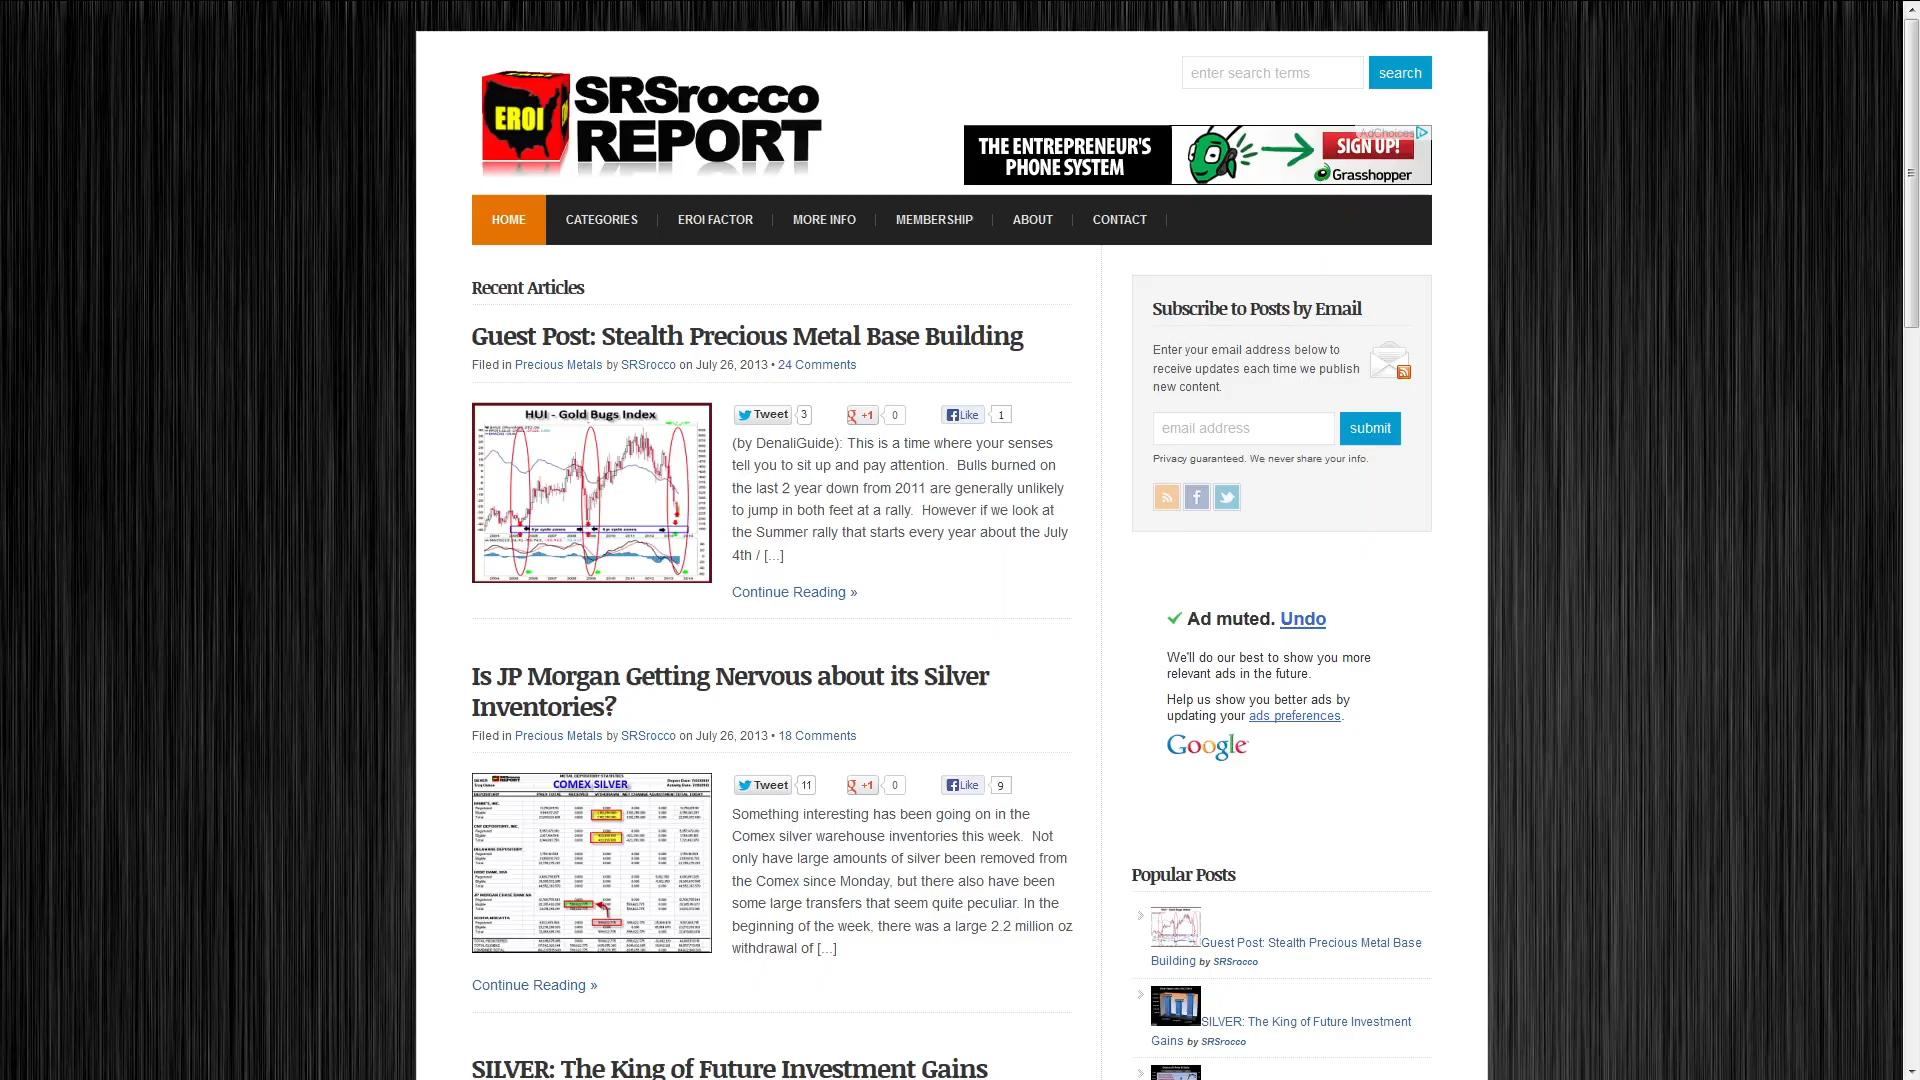 EROI
SRSrocco
REPORT
enter search terms
search
THE ENTREPRENEUR'S
PHONE SYSTEM
AdChoices
SIGN UP!
Grasshopper
HOME
CATEGORIES
EROI FACTOR
MORE INFO
MEMBERSHIP
ABOUT
CONTACT
Recent Articles
Guest Post: Stealth Precious Metal Base Building
Filed in Precious Metals by SRSrocco on July 26, 2013 • 24 Comments
HUI - Gold Bugs Index
Tweet 3
+1 0
Like 1
(by DenaliGuide): This is a time where your senses
tell you to sit up and pay attention. Bulls burned on
the last 2 year down from 2011 are generally unlikely
to jump in both feet at a rally. However if we look at
the Summer rally that starts every year about the July
4th / [...]
Continue Reading »
Is JP Morgan Getting Nervous about its Silver
Inventories?
Filed in Precious Metals by SRSrocco on July 26, 2013 • 18 Comments
METAL DEPOSITORY STATISTICS
COMEX SILVER
Tweet 11
+1 0
Like 9
Something interesting has been going on in the
Comex silver warehouse inventories this week. Not
only have large amounts of silver been removed from
the Comex since Monday, but there also have been
some large transfers that seem quite peculiar. In the
beginning of the week, there was a large 2.2 million oz
withdrawal of [...]
Continue Reading »
SILVER: The King of Future Investment Gains
Subscribe to Posts by Email
Enter your email address below to
receive updates each time we publish
new content.
email address
submit
Privacy guaranteed. We never share your info.
Ad muted. Undo
We'll do our best to show you more
relevant ads in the future.
Help us show you better ads by
updating your ads preferences.
Google
Popular Posts
Guest Post: Stealth Precious Metal Base
Building by SRSrocco
SILVER: The King of Future Investment
Gains by SRSrocco